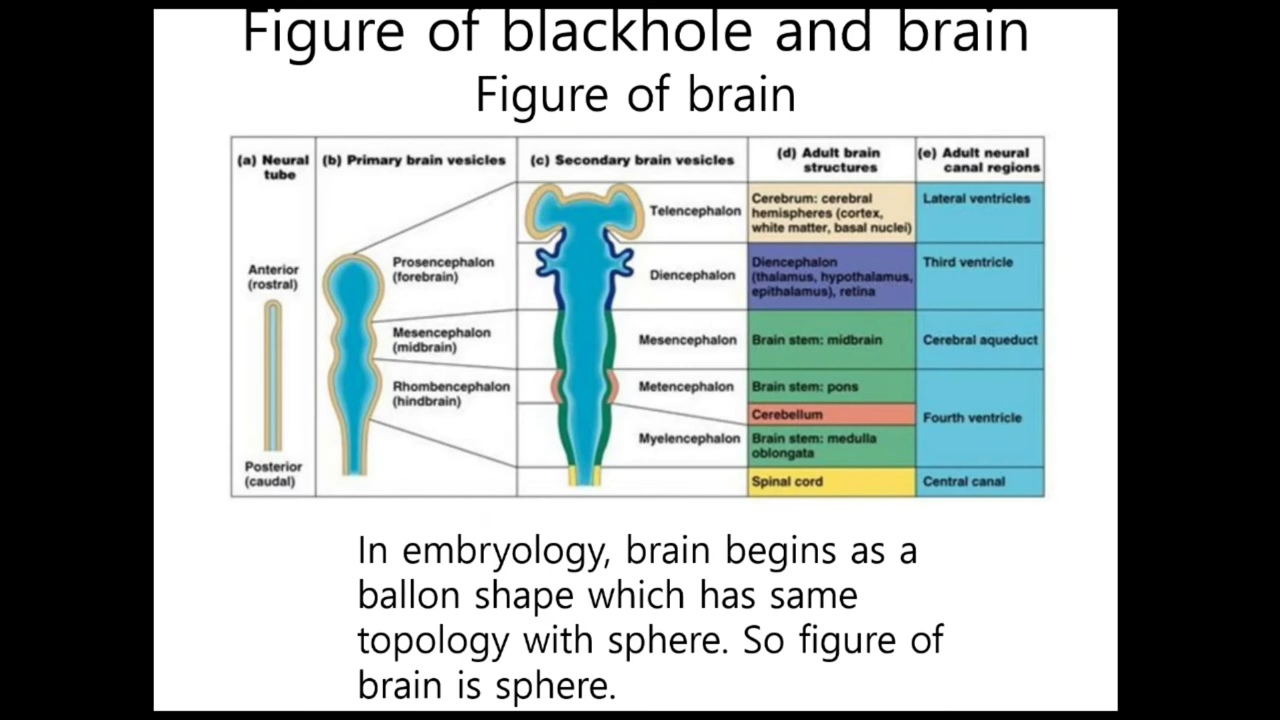 Figure of blackhole and brain
Figure of brain
(a) Neural
tube
(b) Primary brain vesicles
(c) Secondary brain vesicles
(d) Adult brain
structures
(e) Adult neural
canal regions
Anterior
(rostral)
Posterior
(caudal)
Prosencephalon
(forebrain)
Mesencephalon
(midbrain)
Rhombencephalon
(hindbrain)
Telencephalon
Diencephalon
Mesencephalon
Metencephalon
Myelencephalon
Cerebrum: cerebral
hemispheres (cortex,
white matter, basal nuclei)
Diencephalon
(thalamus, hypothalamus,
epithalamus), retina
Brain stem: midbrain
Brain stem: pons
Cerebellum
Brain stem: medulla
oblongata
Spinal cord
Lateral ventricles
Third ventricle
Cerebral aqueduct
Fourth ventricle
Central canal
In embryology, brain begins as a
ballon shape which has same
topology with sphere. So figure of
brain is sphere.